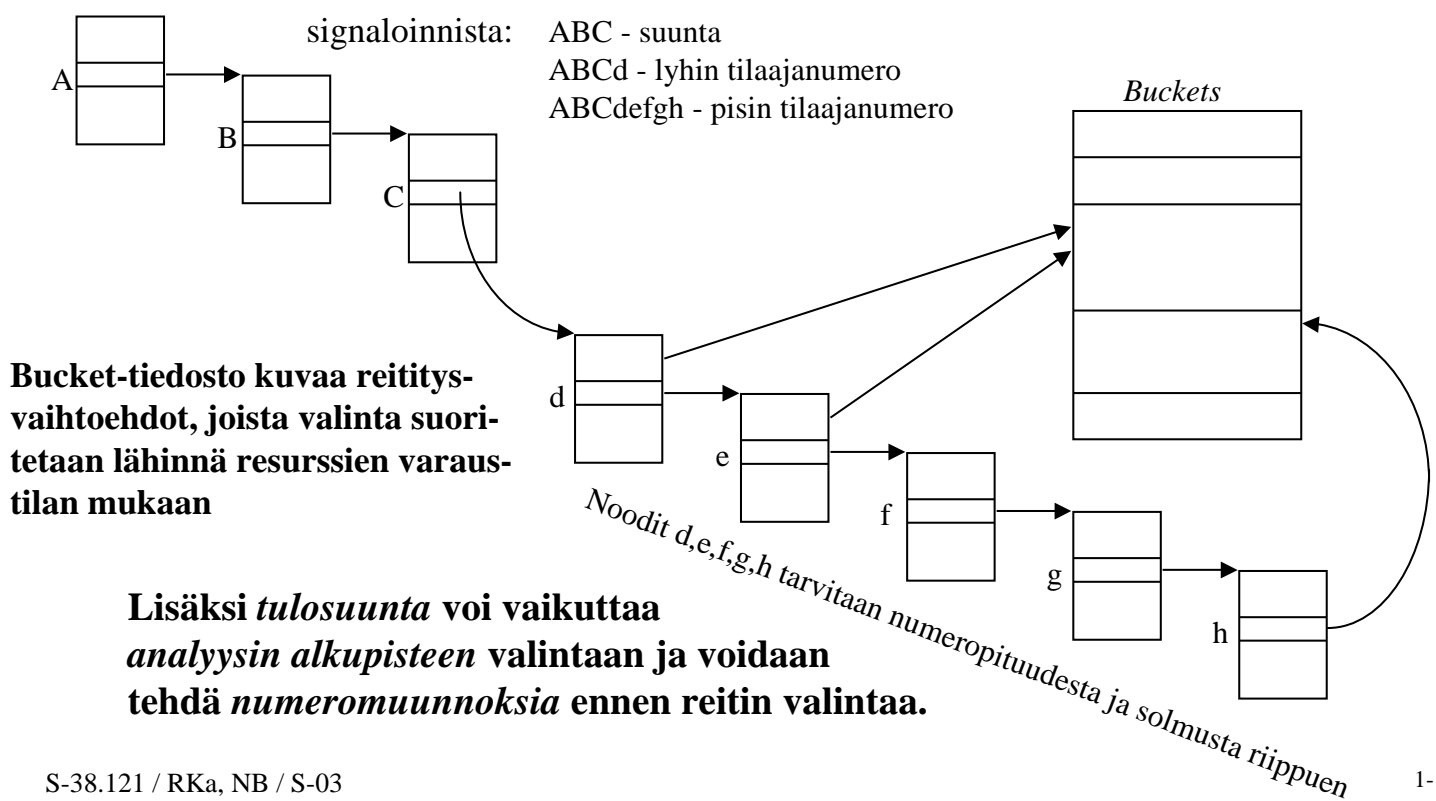 signaloinnista:
ABC - suunta
ABCd - lyhin tilaajanumero
ABCdefgh - pisin tilaajanumero
Buckets
A
B
C
d
e
f
g
h
Bucket-tiedosto kuvaa reititys-
vaihtoehdot, joista valinta suori-
tetaan lähinnä resurssien varaus-
tilan mukaan
Noodit d,e,f,g,h tarvitaan numeropituudesta ja solmusta riippuen
Lisäksi tulosuunta voi vaikuttaa
analyysin alkupisteen valintaan ja voidaan
tehdä numeromuunnoksia ennen reitin valintaa.
S-38.121 / RKa, NB / S-03
1-